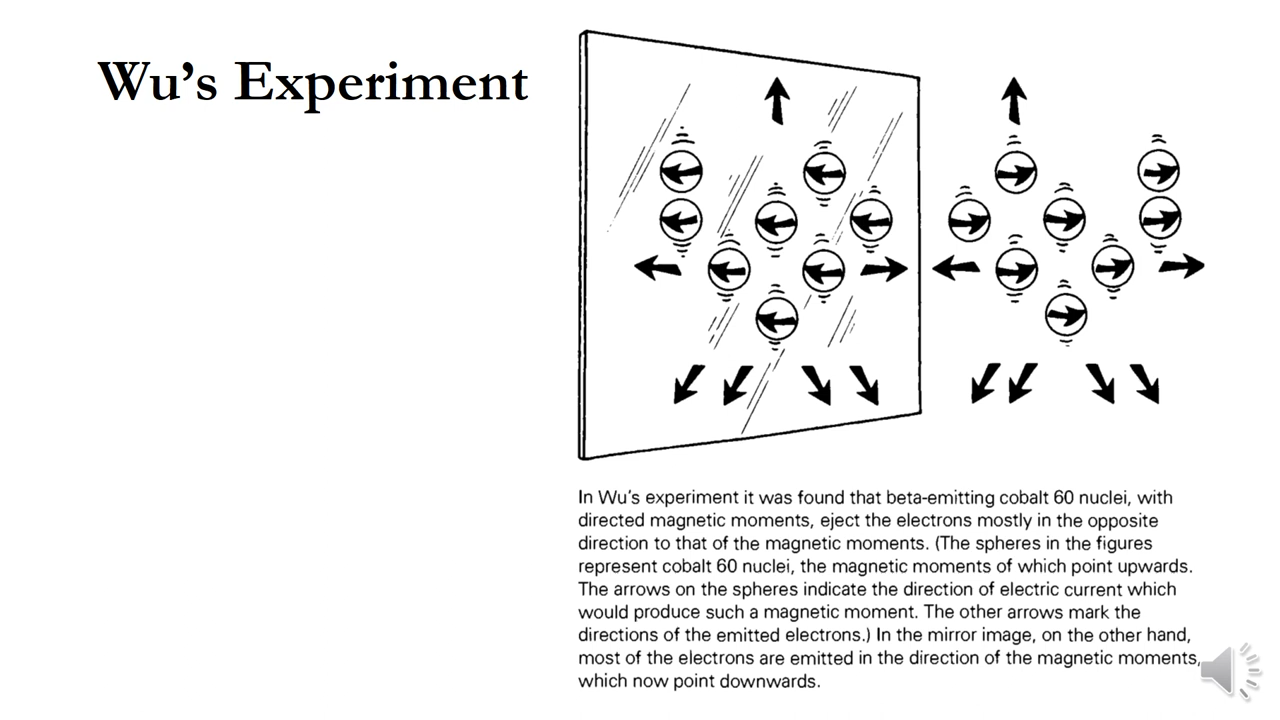 Wu’s Experiment
In Wu’s experiment it was found that beta-emitting cobalt 60 nuclei, with
directed magnetic moments, eject the electrons mostly in the opposite
direction to that of the magnetic moments. (The spheres in the figures
represent cobalt 60 nuclei, the magnetic moments of which point upwards.
The arrows on the spheres indicate the direction of electric current which
would produce such a magnetic moment. The other arrows mark the
directions of the emitted electrons.) In the mirror image, on the other hand,
most of the electrons are emitted in the direction of the magnetic moments,
which now point downwards.